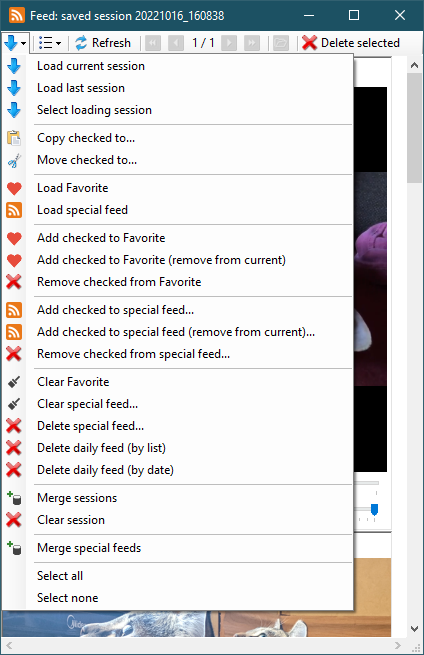 Feed: saved session 20221016_160838
Refresh
1 / 1
Delete selected
Load current session
Load last session
Select loading session
Copy checked to...
Move checked to...
Load Favorite
Load special feed
Add checked to Favorite
Add checked to Favorite (remove from current)
Remove checked from Favorite
Add checked to special feed...
Add checked to special feed (remove from current)...
Remove checked from special feed...
Clear Favorite
Clear special feed...
Delete special feed...
Delete daily feed (by list)
Delete daily feed (by date)
Merge sessions
Clear session
Merge special feeds
Select all
Select none